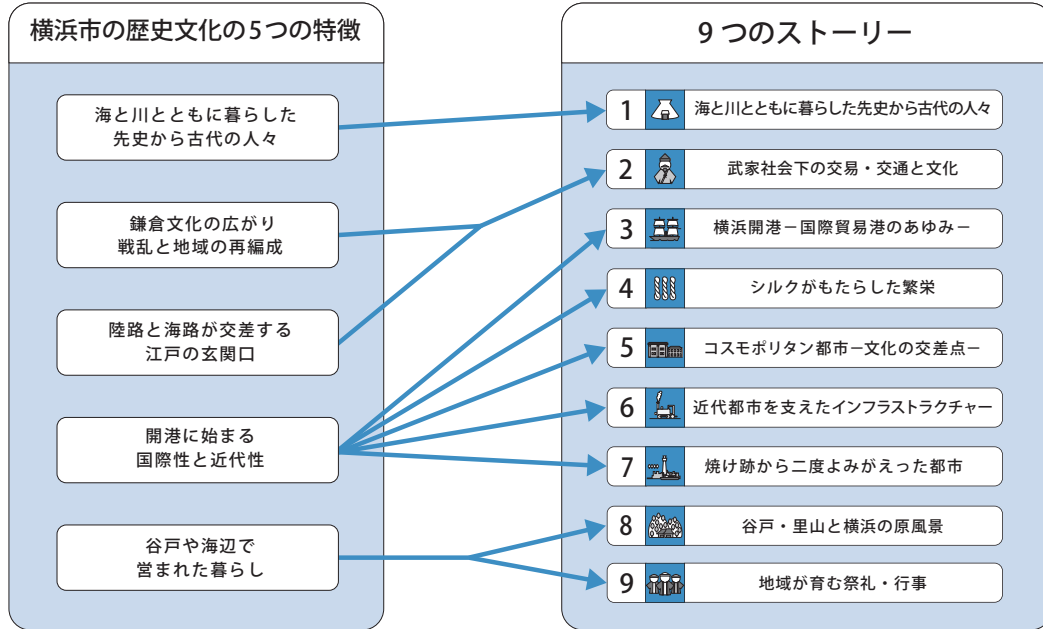 横浜市の歴史文化の5つの特徴
海と川とともに暮らした
先史から古代の人々
鎌倉文化の広がり
戦乱と地域の再編成
陸路と海路が交差する
江戸の玄関口
開港に始まる
国際性と近代性
谷戸や海辺で
営まれた暮らし
9つのストーリー
1 海と川とともに暮らした先史から古代の人々
2 武家社会下の交易・交通と文化
3 横浜開港－国際貿易港のあゆみ－
4 シルクがもたらした繁栄
5 コスモポリタン都市－文化の交差点－
6 近代都市を支えたインフラストラクチャー
7 焼け跡から二度よみがえった都市
8 谷戸・里山と横浜の原風景
9 地域が育む祭礼・行事